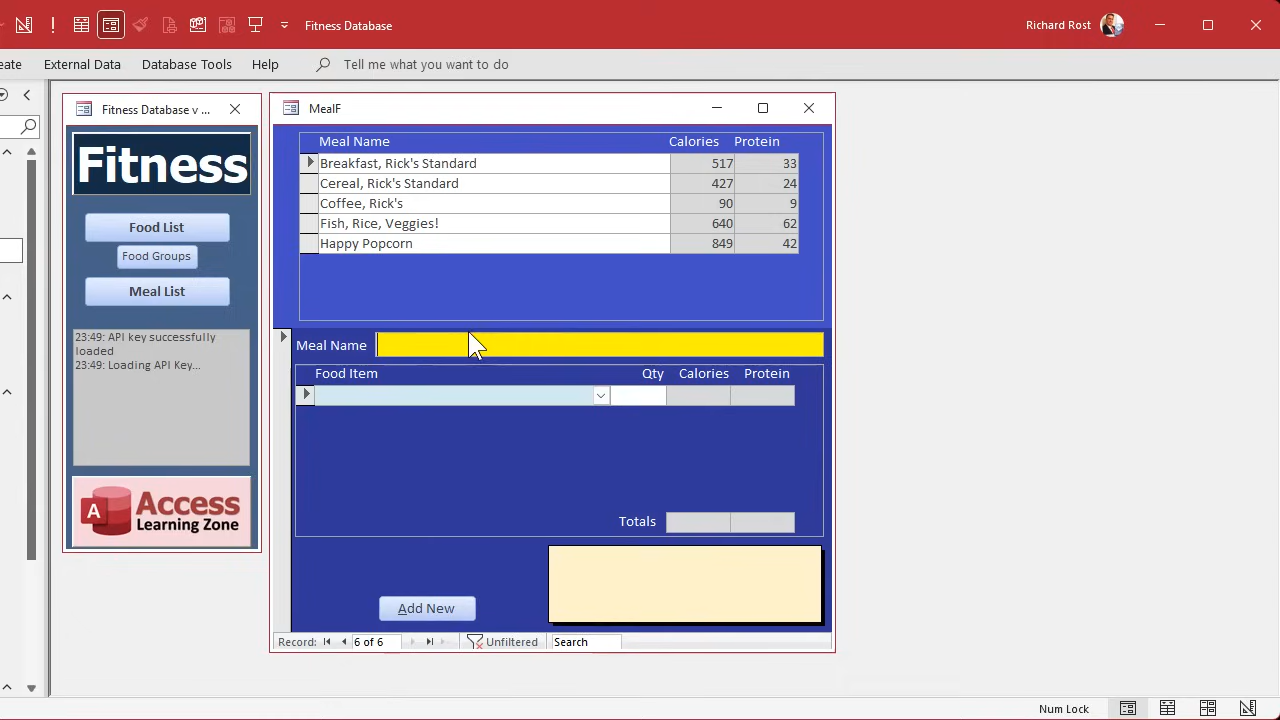 Fitness Database
Richard Rost
eate
External Data
Database Tools
Help
Tell me what you want to do
Fitness Database v ...
Fitness
Food List
Food Groups
Meal List
23:49: API key successfully
loaded
23:49: Loading API Key...
A
Access
Learning Zone
MealF
Meal Name Calories Protein
Breakfast, Rick's Standard 517 33
Cereal, Rick's Standard 427 24
Coffee, Rick's 90 9
Fish, Rice, Veggies! 640 62
Happy Popcorn 849 42
Meal Name
Food Item Qty Calories Protein
Totals
Add New
Record: 6 of 6 Unfiltered Search
Num Lock